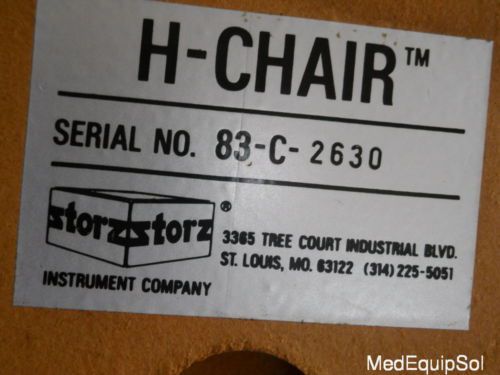 H-CHAIR™
SERIAL NO. 83-C-2630
storz storz®
INSTRUMENT COMPANY
3365 TREE COURT INDUSTRIAL BLVD.
ST. LOUIS, MO. 63122 (314) 225-5051
MedEquipSol